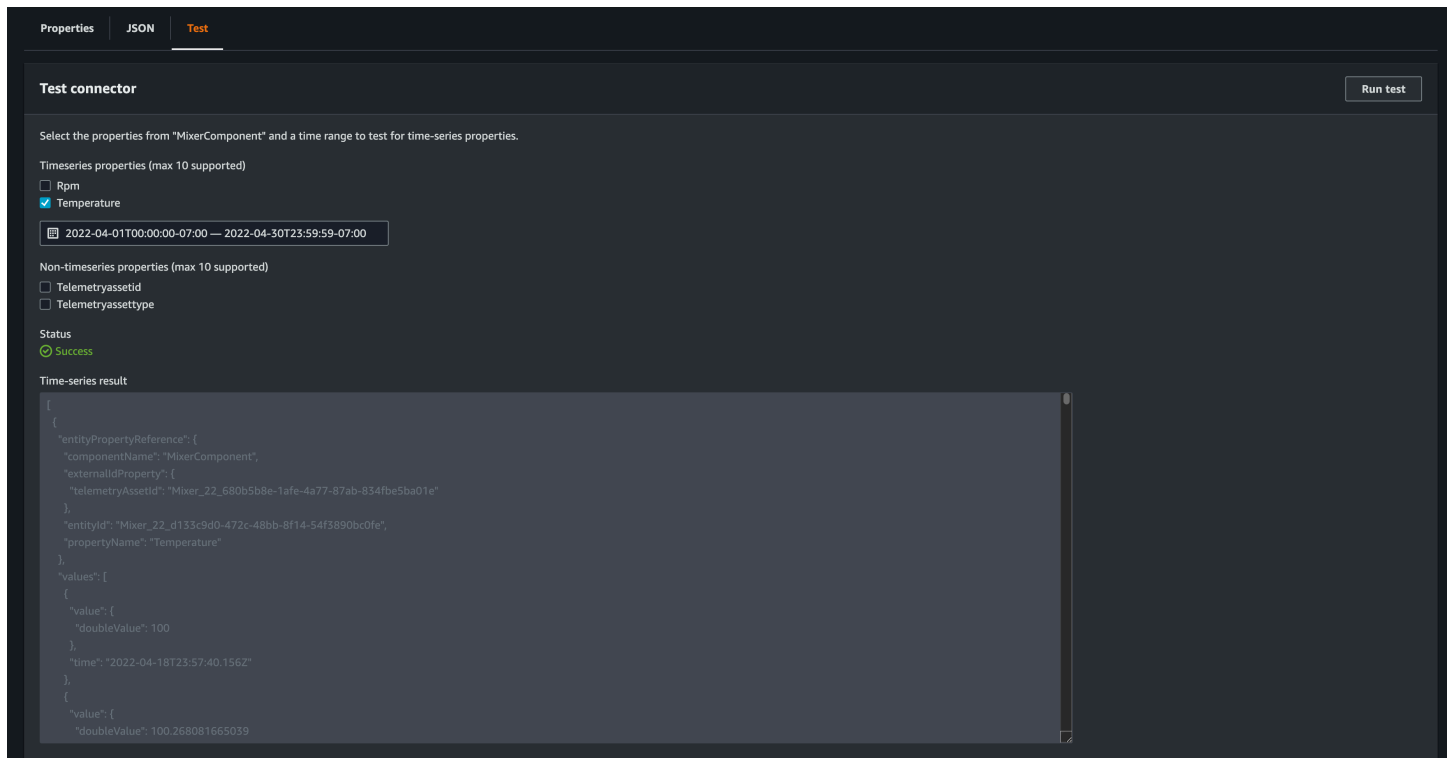 Properties JSON Test
Test connector Run test
Select the properties from "MixerComponent" and a time range to test for time-series properties.
Timeseries properties (max 10 supported)
Rpm
Temperature
2022-04-01T00:00:00-07:00 — 2022-04-30T23:59:59-07:00
Non-timeseries properties (max 10 supported)
Telemetryassetid
Telemetryassettype
Status
Success
Time-series result
[
{
"entityPropertyReference": {
"componentName": "MixerComponent",
"externalIdProperty": {
"telemetryAssetId": "Mixer_22_680b5b8e-1afe-4a77-87ab-834fbe5ba01e"
},
"entityId": "Mixer_22_d133c9d0-472c-48bb-8f14-54f3890bc0fe",
"propertyName": "Temperature"
},
"values": [
{
"value": {
"doubleValue": 100
},
"time": "2022-04-18T23:57:40.156Z"
},
{
"value": {
"doubleValue": 100.268081665039